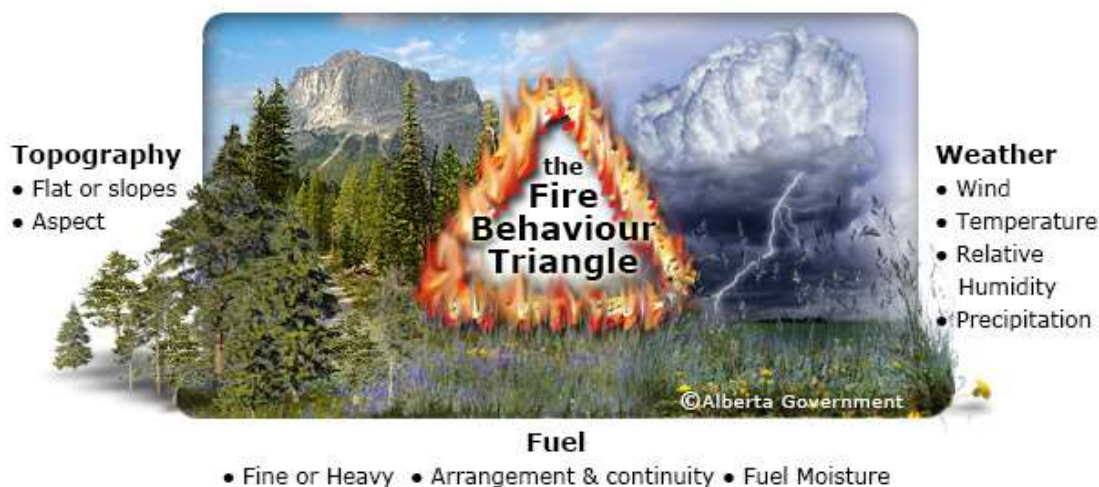 the
Fire
Behaviour
Triangle
Topography
• Flat or slopes
• Aspect
Weather
• Wind
• Temperature
• Relative
Humidity
• Precipitation
©Alberta Government
Fuel
• Fine or Heavy • Arrangement & continuity • Fuel Moisture